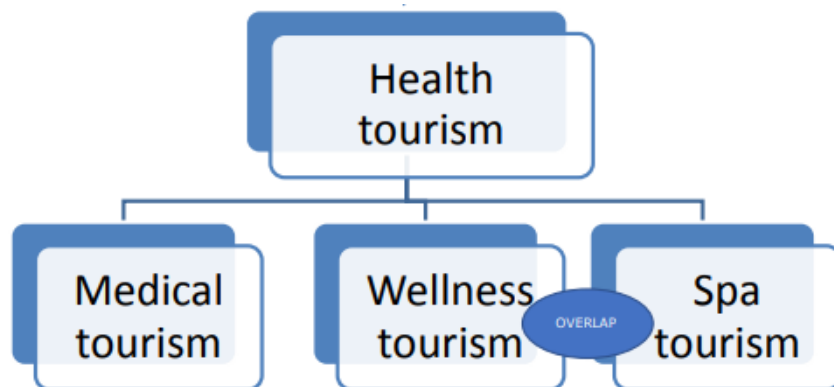 Health
tourism
Medical
tourism
Wellness
tourism
OVERLAP
Spa
tourism